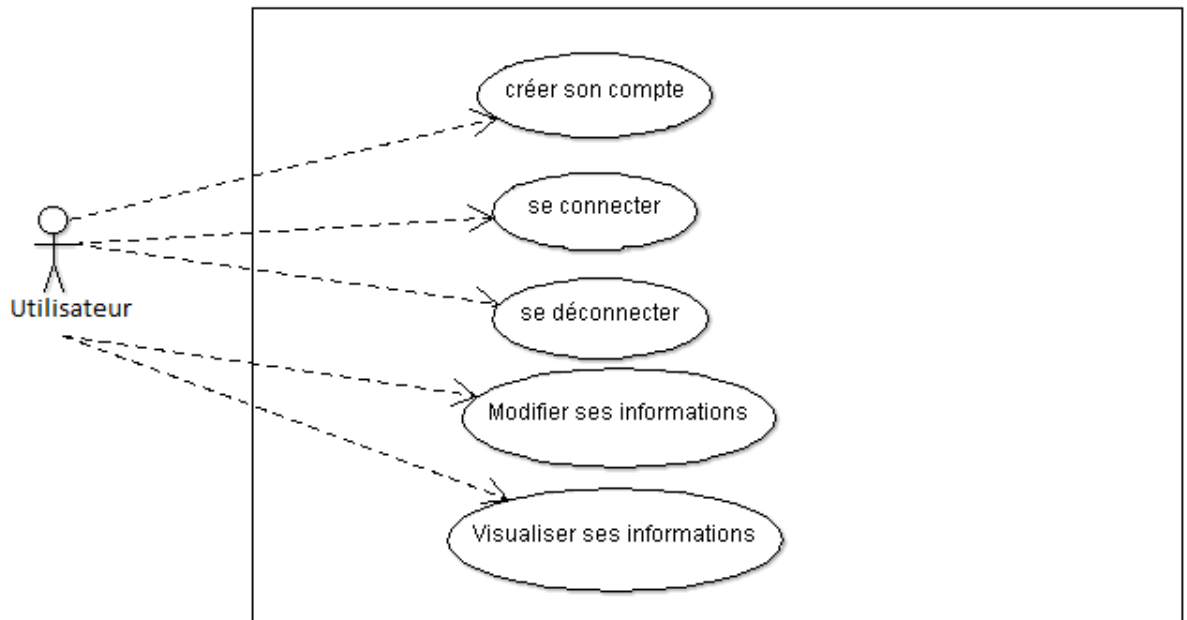 créer son compte
se connecter
Utilisateur
se déconnecter
Modifier ses informations
Visualiser ses informations